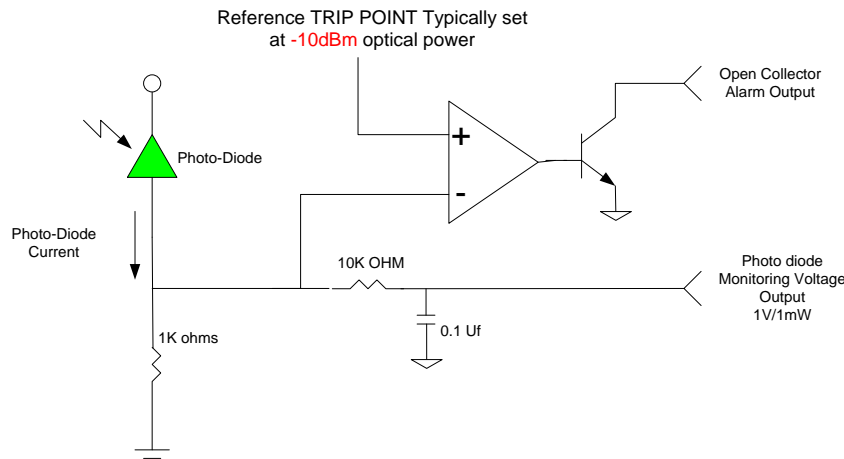 Reference TRIP POINT Typically set
at -10dBm optical power
Open Collector
Alarm Output
+
-
Photo-Diode
Photo-Diode
Current
10K OHM
Photo diode
Monitoring Voltage
Output
1V/1mW
0.1 Uf
1K ohms